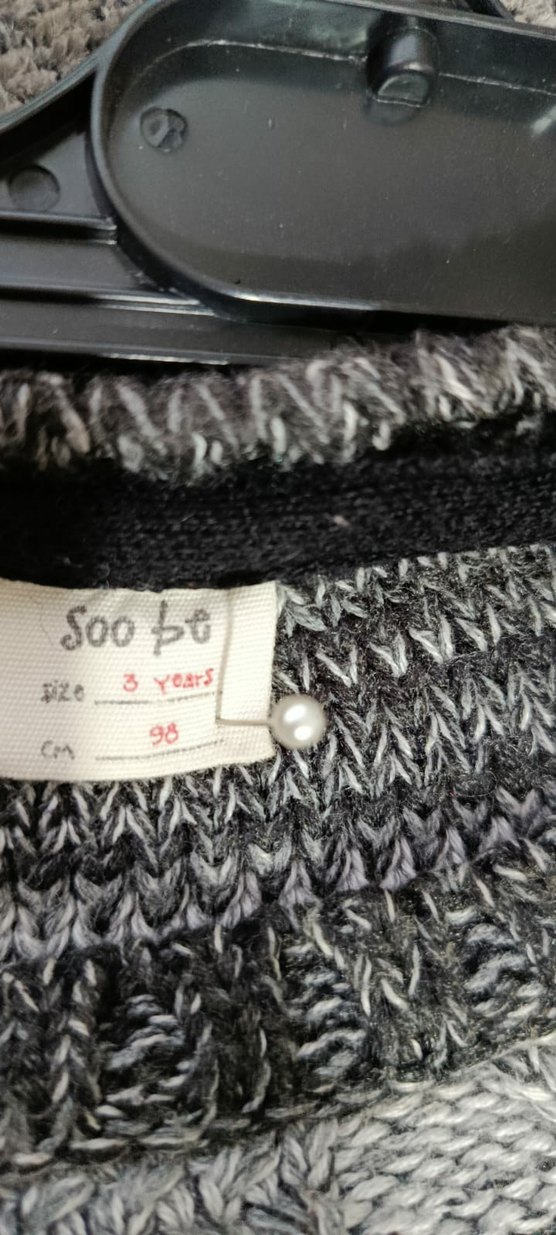 soo be
size 3 years
cm 98